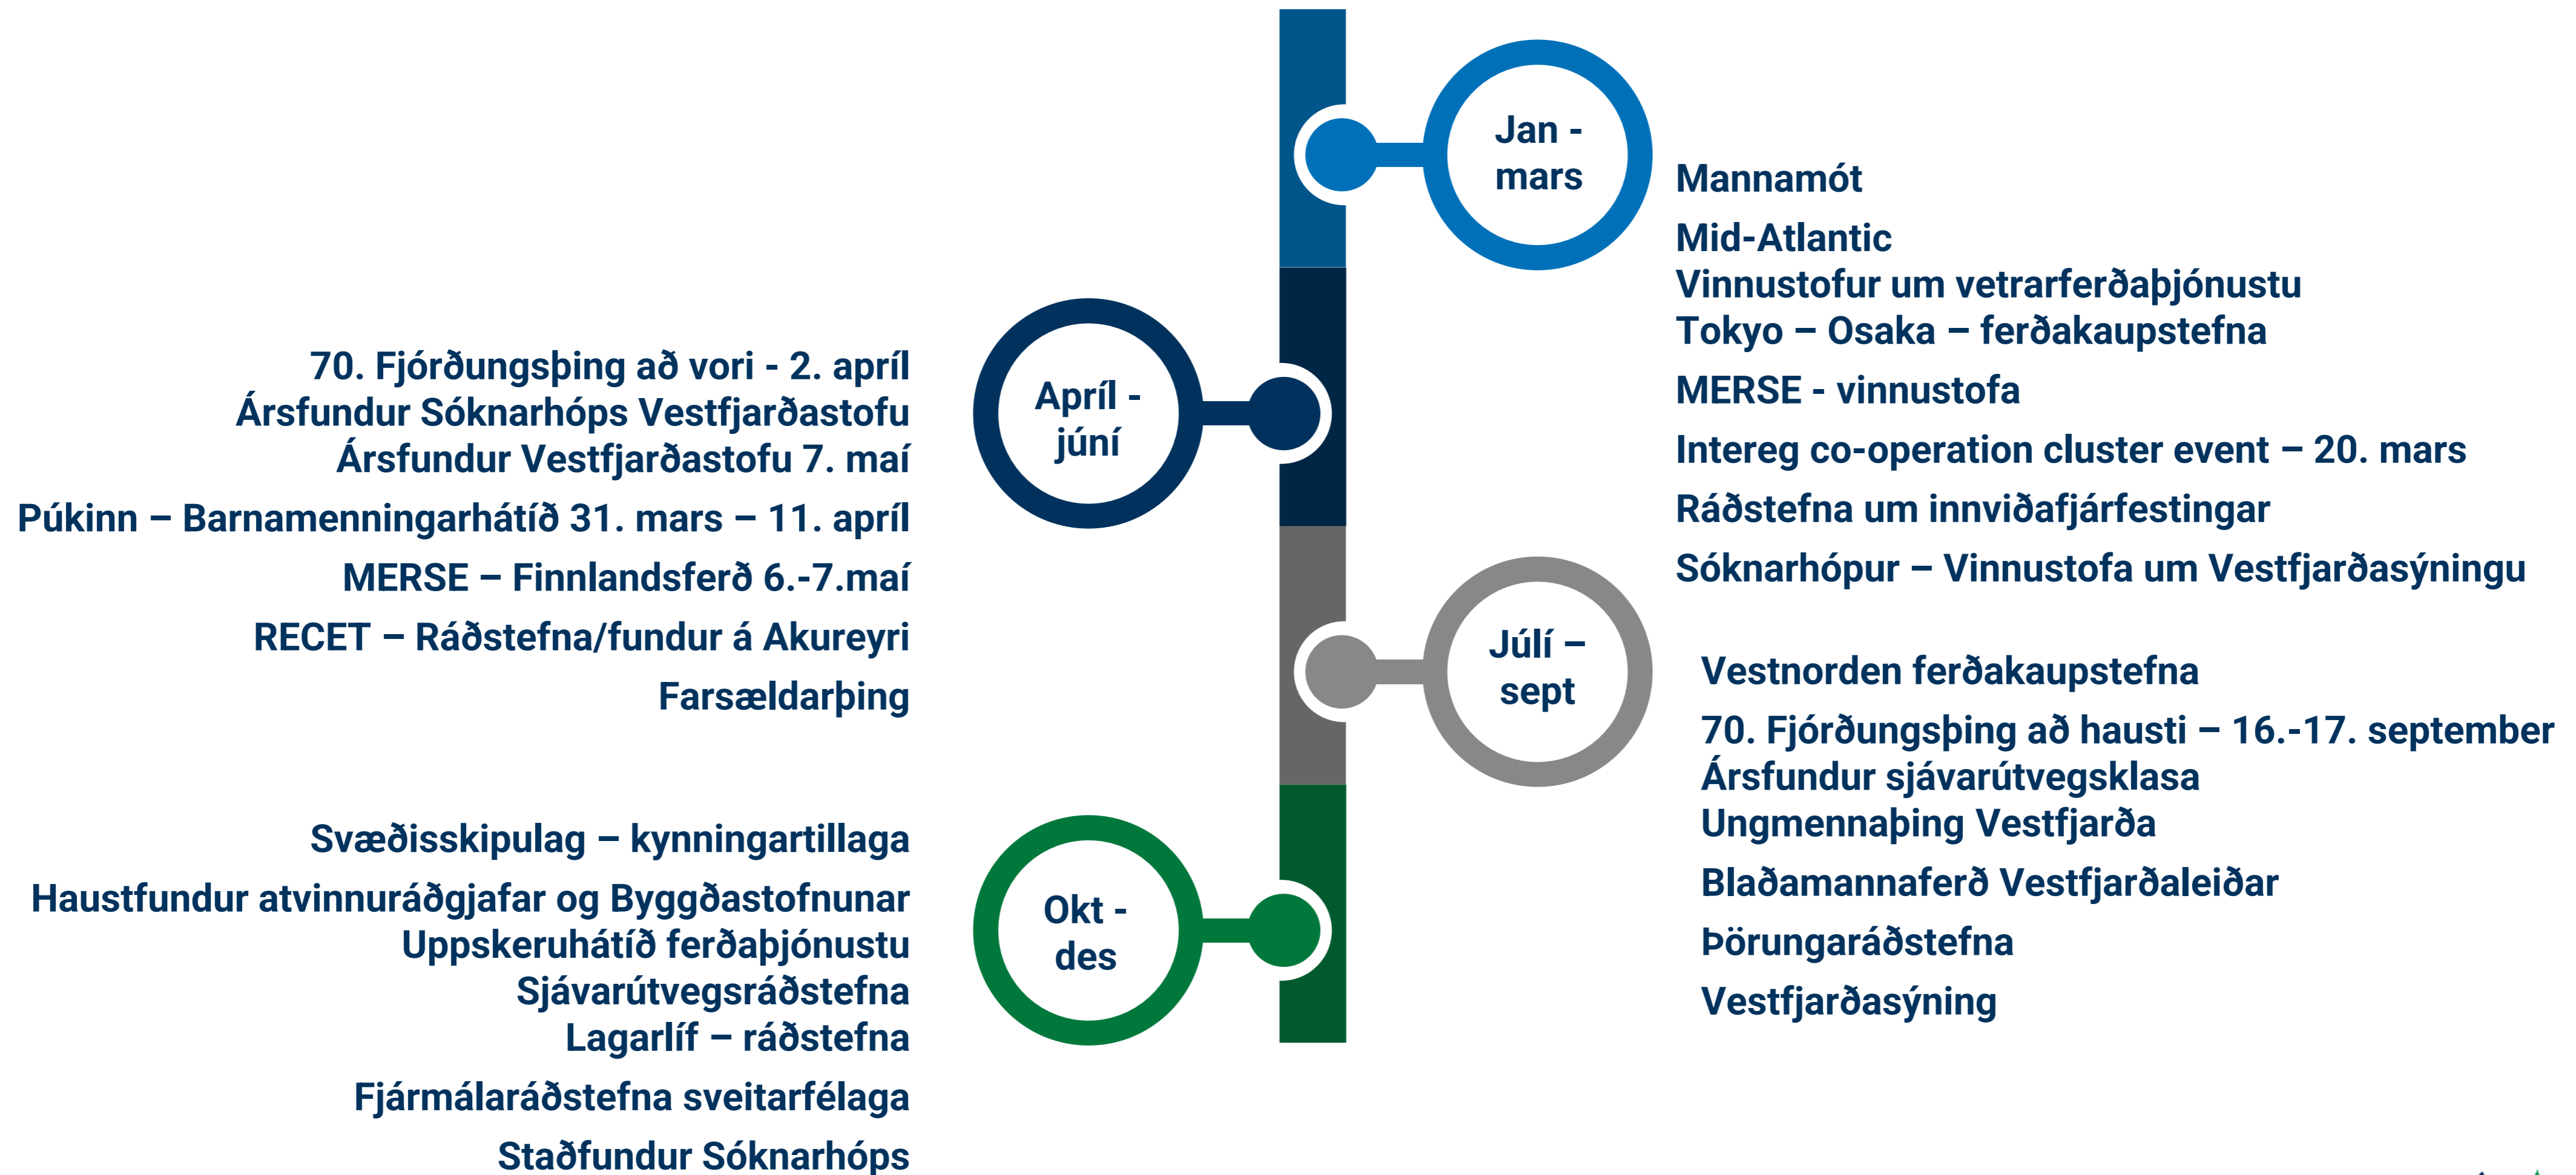 Jan -
mars
Mannamót
Mid-Atlantic
Vinnustofur um vetrarferðaþjónustu
Tokyo – Osaka – ferðakaupstefna
MERSE - vinnustofa
Intereg co-operation cluster event – 20. mars
Ráðstefna um innviðafjárfestingar
Sóknarhópur – Vinnustofa um Vestfjarðasýningu
Apríl -
júní
70. Fjórðungsþing að vori - 2. apríl
Ársfundur Sóknarhóps Vestfjarðastofu
Ársfundur Vestfjarðastofu 7. maí
Púkinn – Barnamenningarhátíð 31. mars – 11. apríl
MERSE – Finnlandsferð 6.-7.maí
RECET – Ráðstefna/fundur á Akureyri
Farsældarþing
Júlí –
sept
Vestnorden ferðakaupstefna
70. Fjórðungsþing að hausti – 16.-17. september
Ársfundur sjávarútvegsklasa
Ungmennaþing Vestfjarða
Blaðamannaferð Vestfjarðaleiðar
Þörungaráðstefna
Vestfjarðasýning
Okt -
des
Svæðisskipulag – kynningartillaga
Haustfundur atvinnuráðgjafar og Byggðastofnunar
Uppskeruhátíð ferðaþjónustu
Sjávarútvegsráðstefna
Lagarlíf – ráðstefna
Fjármálaráðstefna sveitarfélaga
Staðfundur Sóknarhóps